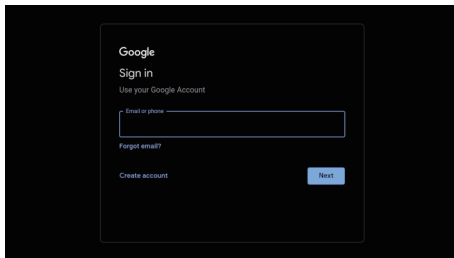 Google
Sign in
Use your Google Account
Email or phone
Forgot email?
Create account
Next